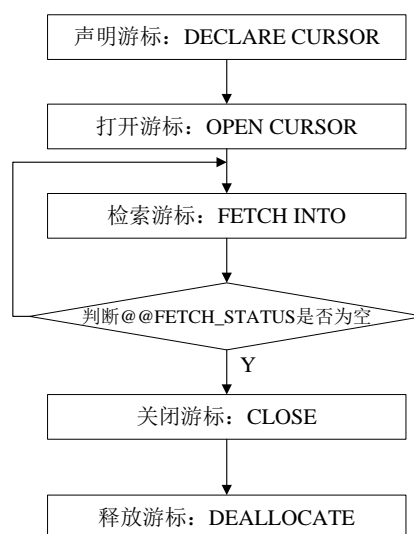 声明游标：DECLARE CURSOR
打开游标：OPEN CURSOR
检索游标：FETCH INTO
判断@@FETCH_STATUS是否为空
Y
关闭游标：CLOSE
释放游标：DEALLOCATE